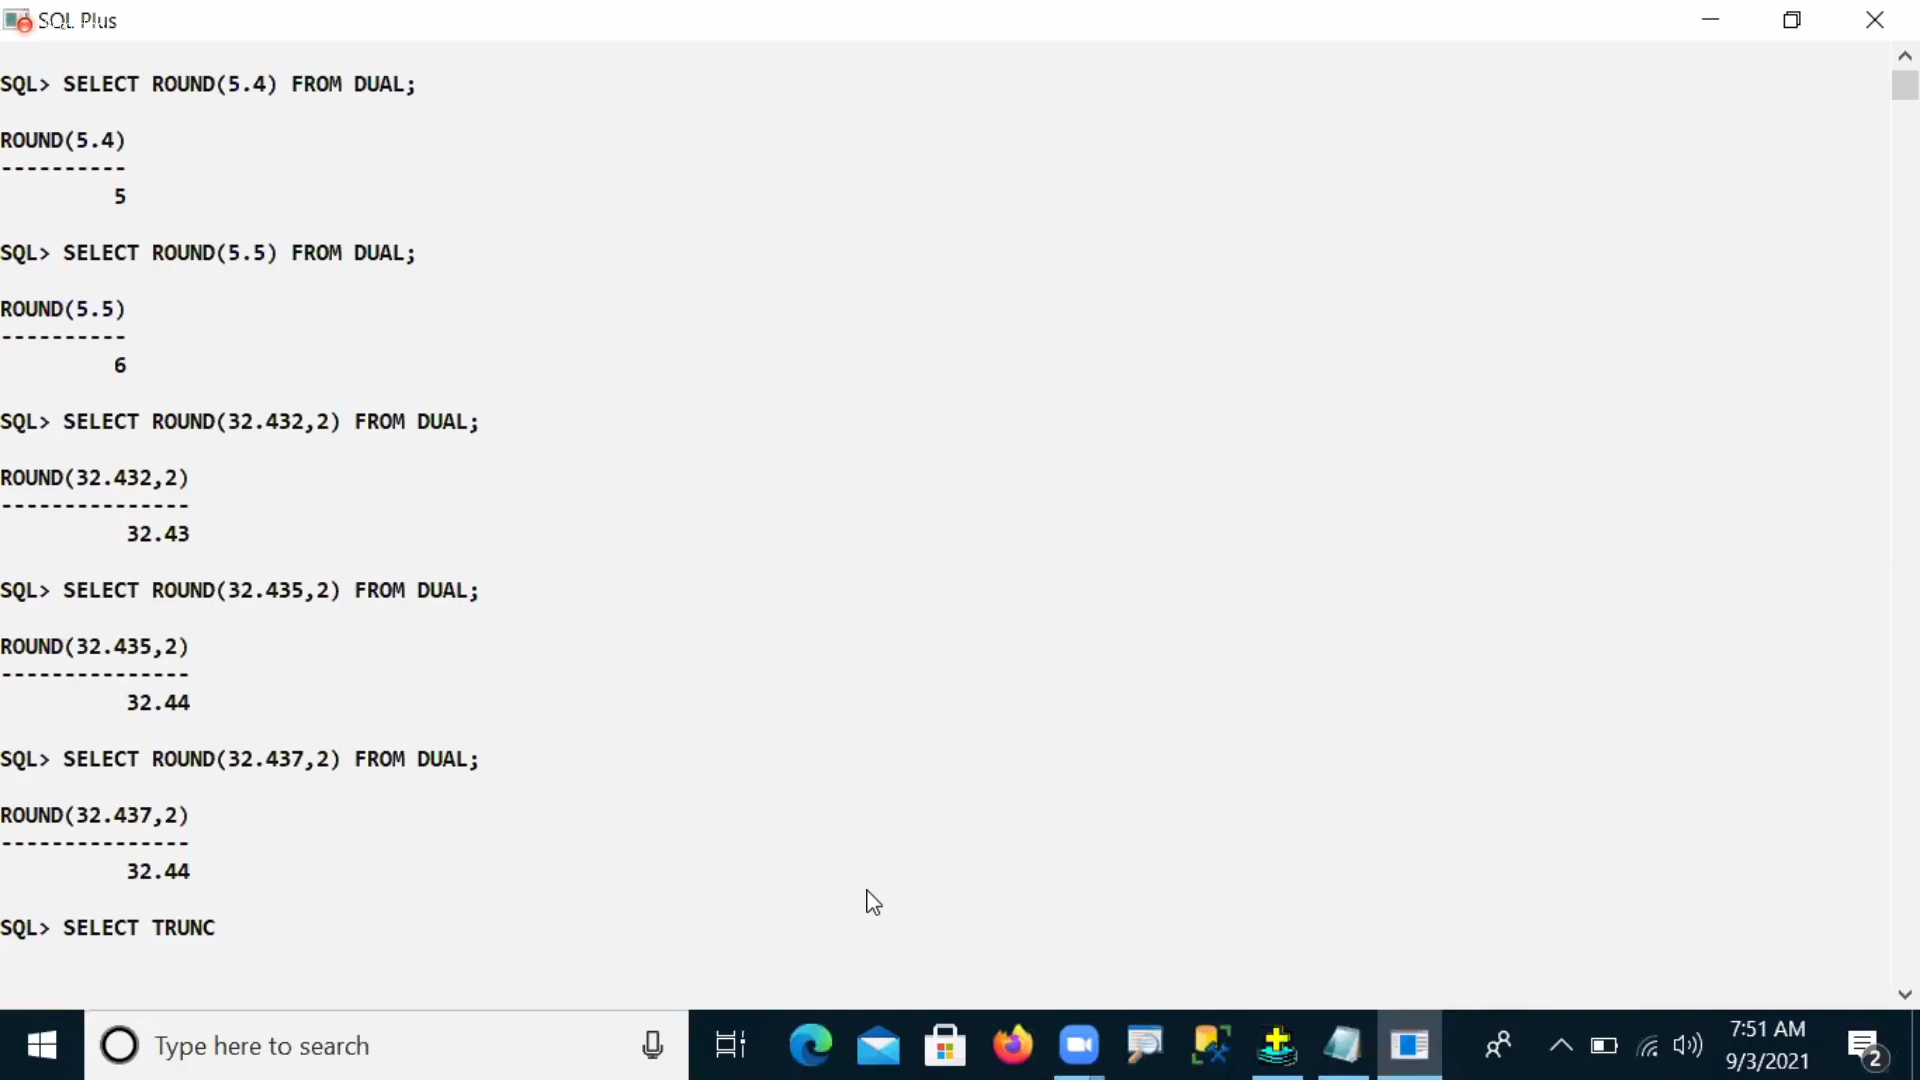 SQL Plus
SQL> SELECT ROUND(5.4) FROM DUAL;
ROUND(5.4)
----------
5
SQL> SELECT ROUND(5.5) FROM DUAL;
ROUND(5.5)
----------
6
SQL> SELECT ROUND(32.432,2) FROM DUAL;
ROUND(32.432,2)
---------------
32.43
SQL> SELECT ROUND(32.435,2) FROM DUAL;
ROUND(32.435,2)
---------------
32.44
SQL> SELECT ROUND(32.437,2) FROM DUAL;
ROUND(32.437,2)
---------------
32.44
SQL> SELECT TRUNC
Type here to search
7:51 AM
9/3/2021
2